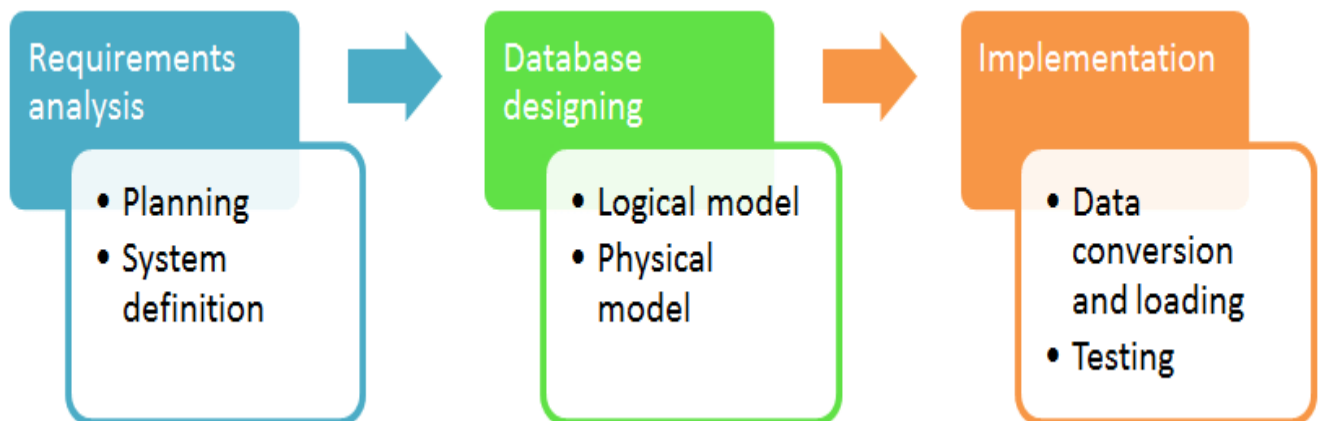 Requirements
analysis
• Planning
• System
definition
Database
designing
• Logical model
• Physical
model
Implementation
• Data
conversion
and loading
• Testing